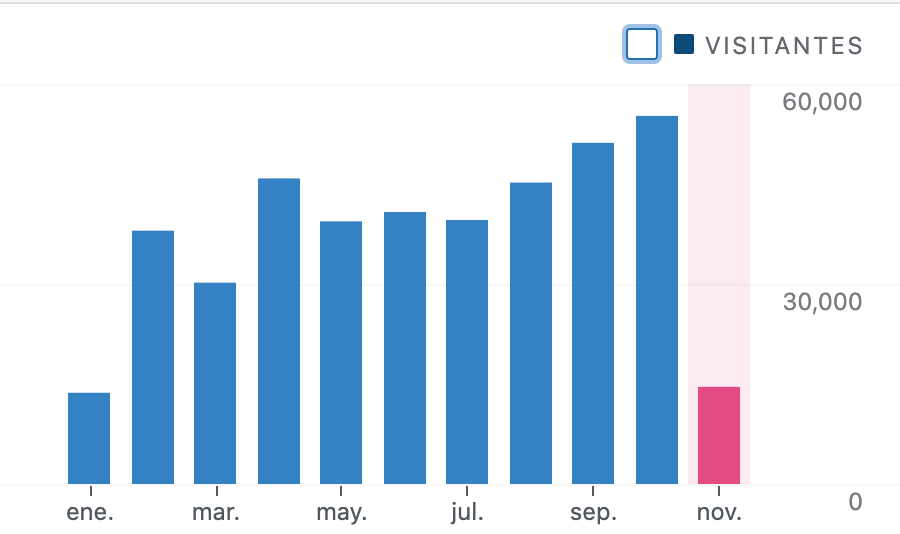 VISITANTES
60,000
30,000
0
ene. mar. may. jul. sep. nov.